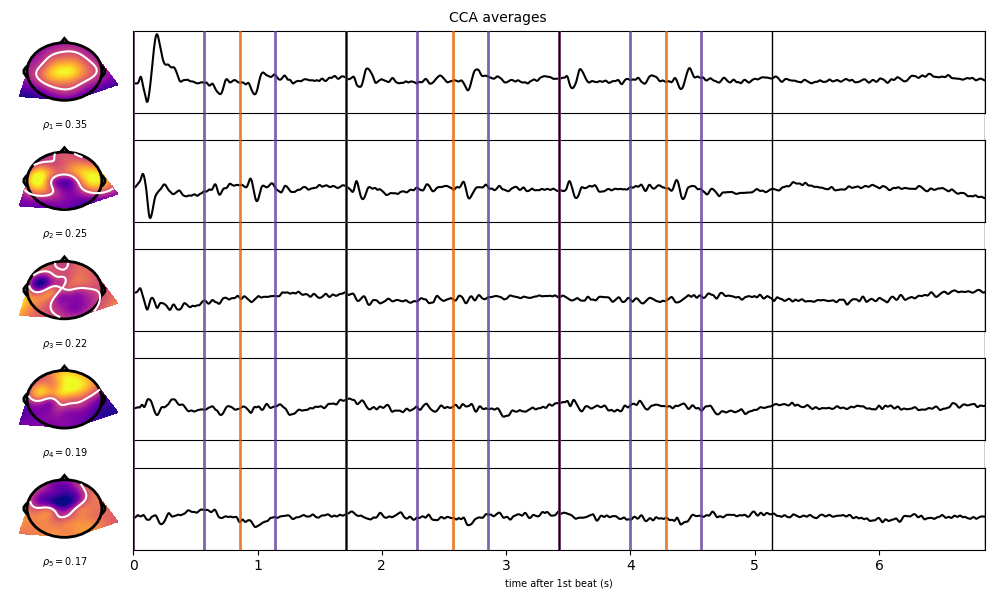 CCA averages
ρ₁ = 0.35
ρ₂ = 0.25
ρ₃ = 0.22
ρ₄ = 0.19
ρ₅ = 0.17
0 1 2 3 4 5 6
time after 1st beat (s)